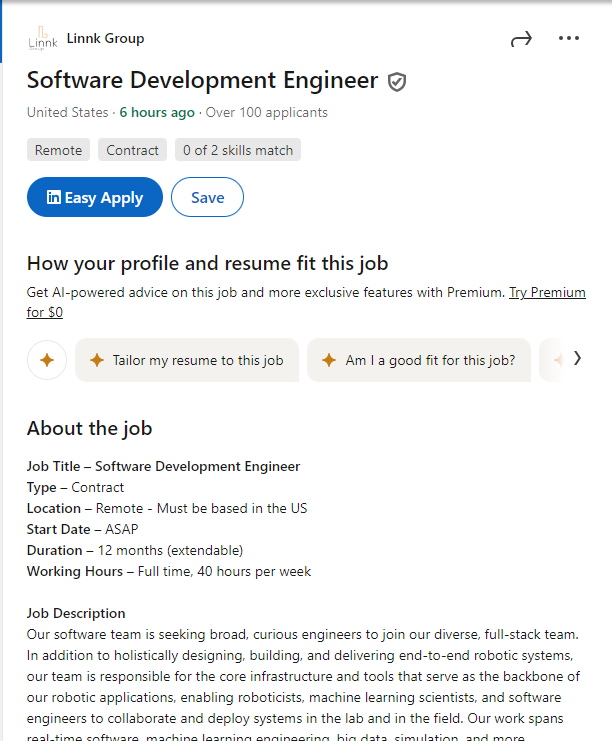 Linnk
Linnk Group
Software Development Engineer
United States · 6 hours ago · Over 100 applicants
Remote Contract 0 of 2 skills match
in Easy Apply Save
How your profile and resume fit this job
Get AI-powered advice on this job and more exclusive features with Premium. Try Premium
for $0
Tailor my resume to this job Am I a good fit for this job?
About the job
Job Title – Software Development Engineer
Type – Contract
Location – Remote - Must be based in the US
Start Date – ASAP
Duration – 12 months (extendable)
Working Hours – Full time, 40 hours per week
Job Description
Our software team is seeking broad, curious engineers to join our diverse, full-stack team.
In addition to holistically designing, building, and delivering end-to-end robotic systems,
our team is responsible for the core infrastructure and tools that serve as the backbone of
our robotic applications, enabling roboticists, machine learning scientists, and software
engineers to collaborate and deploy systems in the lab and in the field. Our work spans
real-time software, machine learning engineering, big data, simulation, and more.